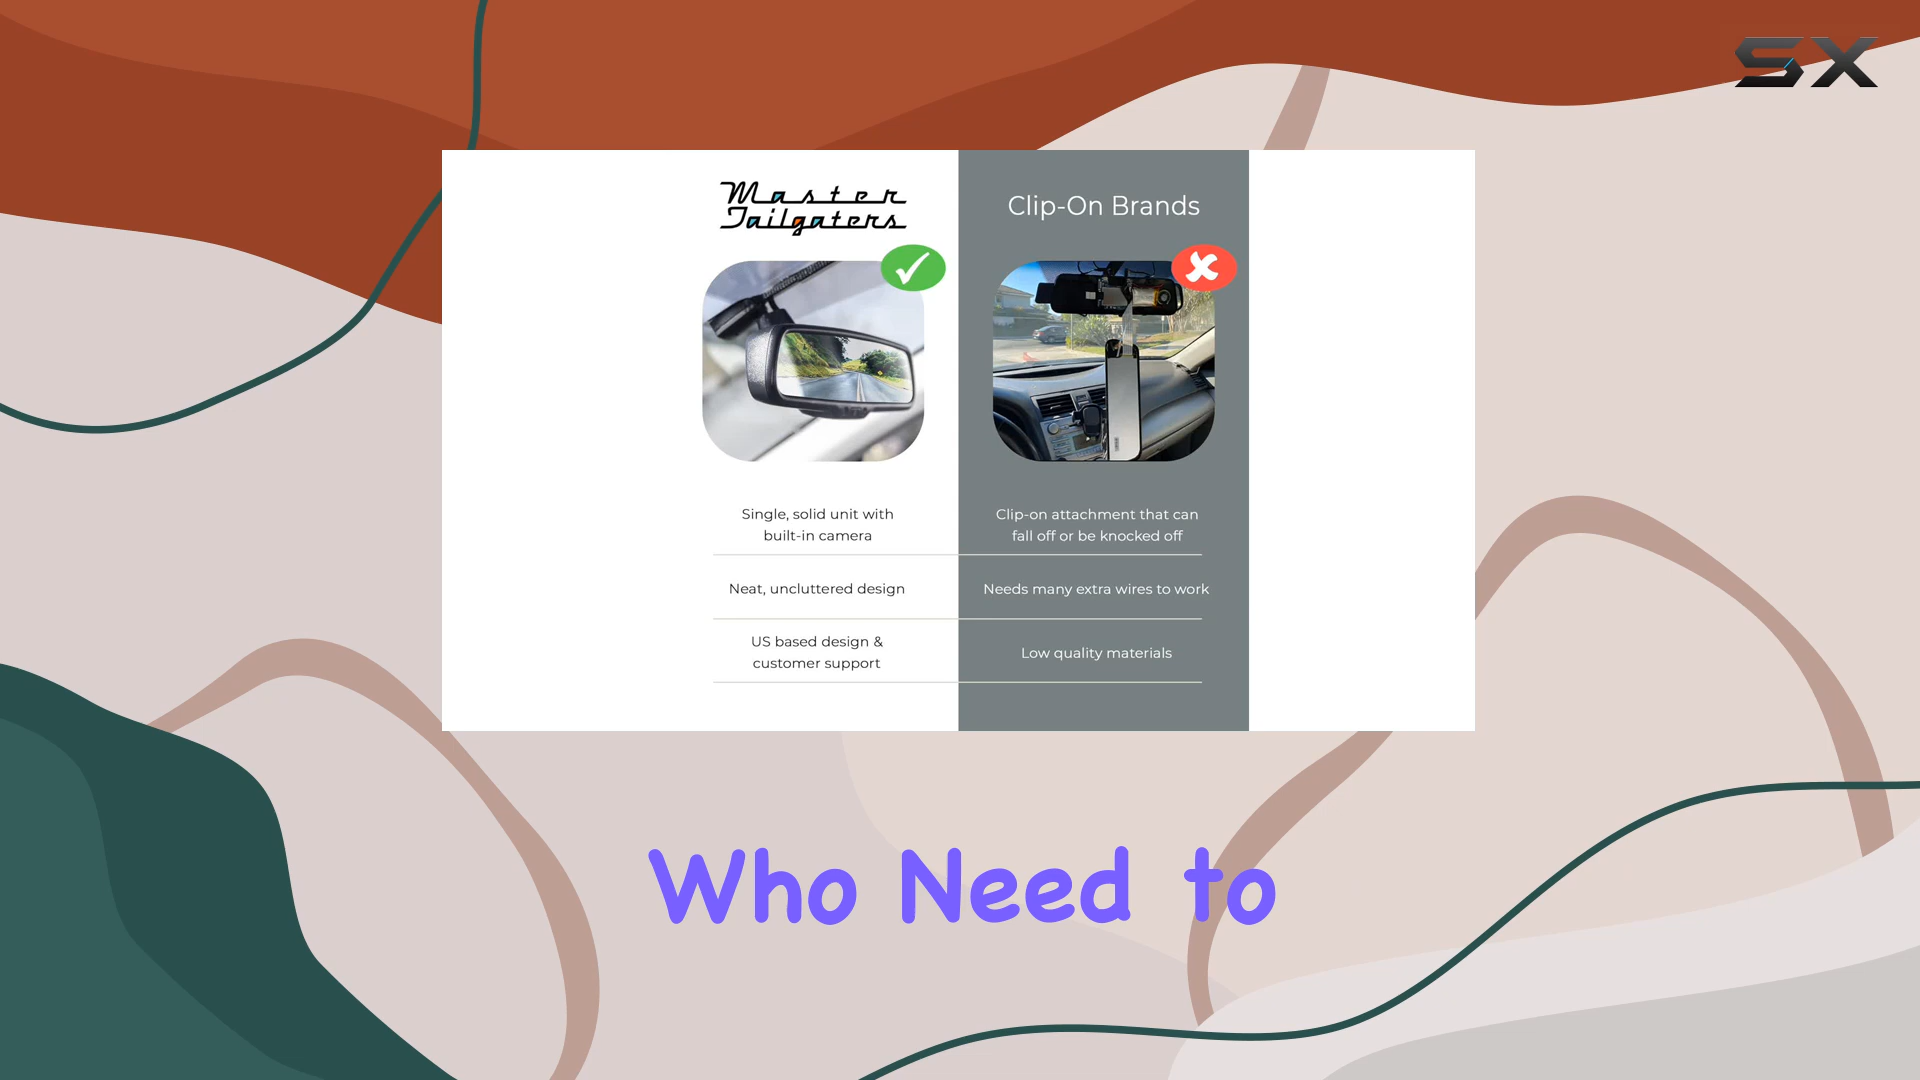 SX
Master
Tailgaters
Clip-On Brands
Single, solid unit with
built-in camera
Clip-on attachment that can
fall off or be knocked off
Neat, uncluttered design
Needs many extra wires to work
US based design &
customer support
Low quality materials
Who Need to